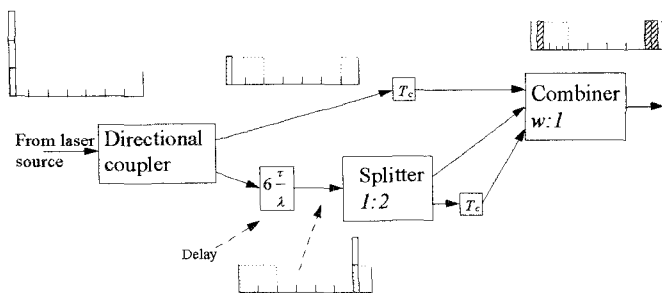 From laser
source
Directional
coupler
T_c
6 τ/λ
Delay
Splitter
1:2
T_c
Combiner
w:1